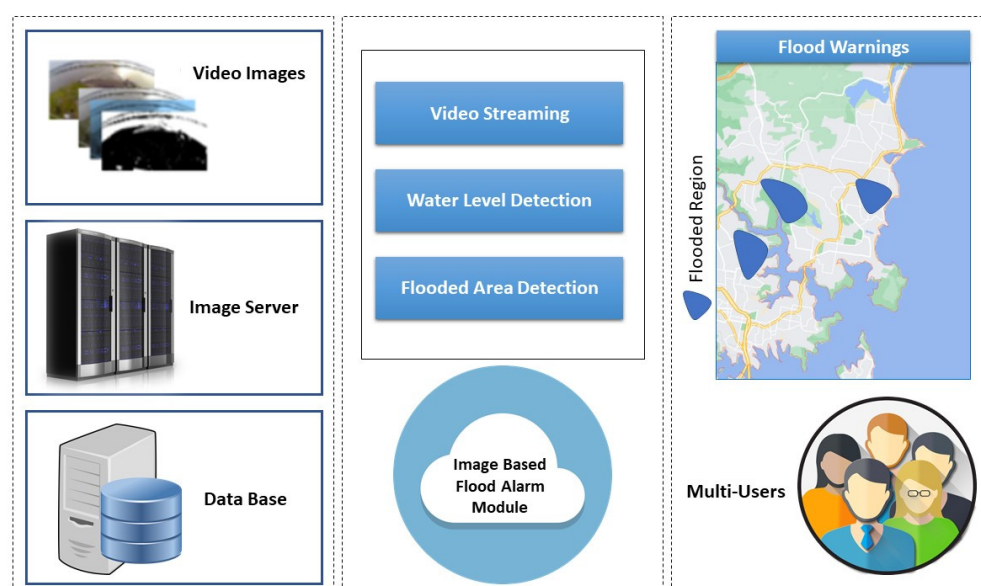 Video Images
Image Server
Data Base
Video Streaming
Water Level Detection
Flooded Area Detection
Image Based
Flood Alarm
Module
Flood Warnings
Flooded Region
Multi-Users